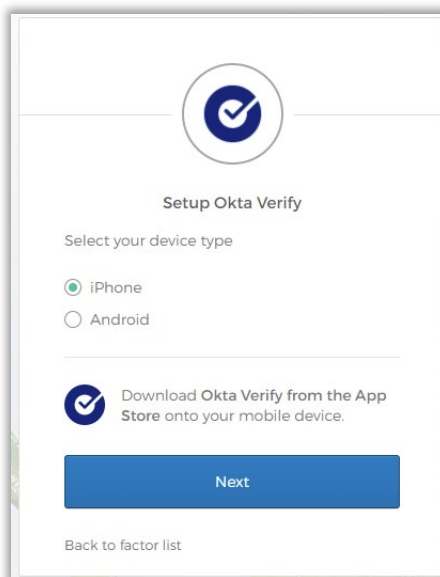 Setup Okta Verify
Select your device type
iPhone
Android
Download Okta Verify from the App
Store onto your mobile device.
Next
Back to factor list